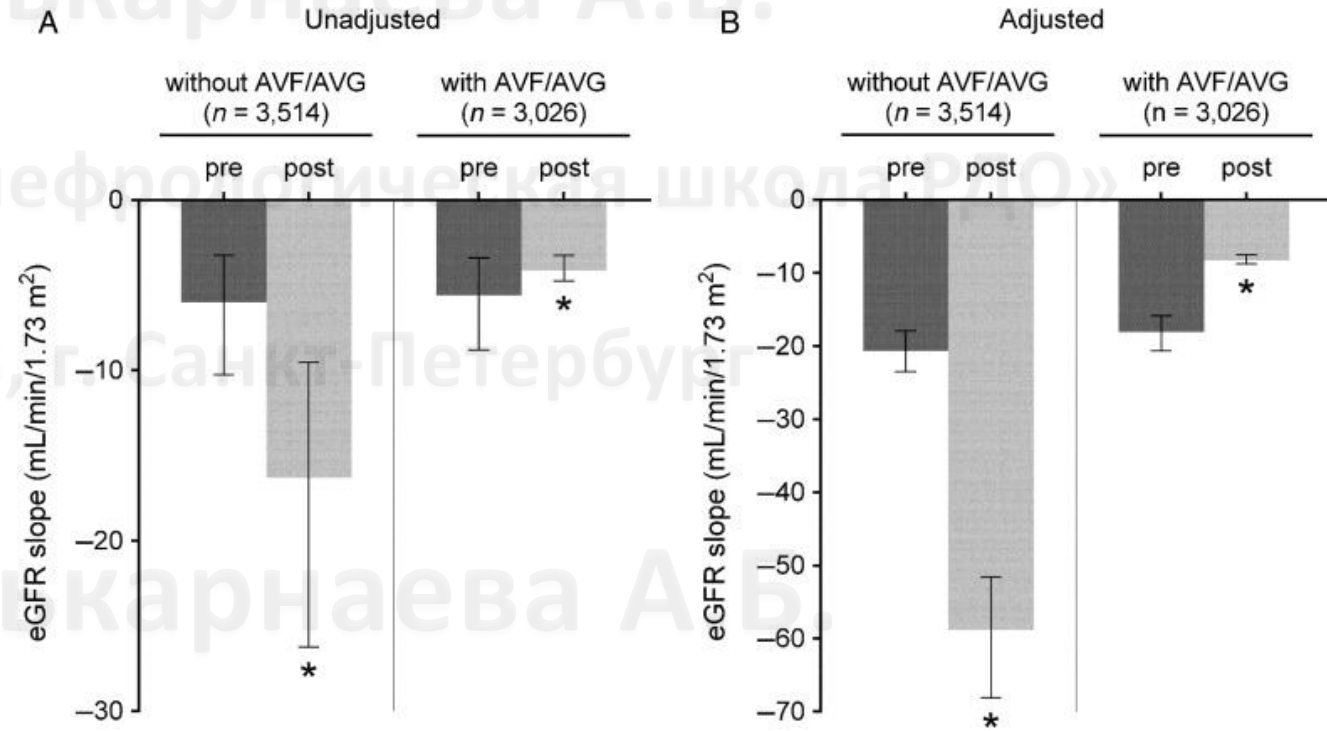 карнаева А.Б.
A
Unadjusted
without AVF/AVG
(n = 3,514)
with AVF/AVG
(n = 3,026)
pre
post
pre
post
0
–10
–20
–30
eGFR slope (mL/min/1.73 m²)
*
*
B
Adjusted
without AVF/AVG
(n = 3,514)
with AVF/AVG
(n = 3,026)
pre
post
pre
post
0
–10
–20
–30
–40
–50
–60
–70
eGFR slope (mL/min/1.73 m²)
*
*
нефрологическая школа РДО»
, г. Санкт-Петербург
карнаева А.Б.